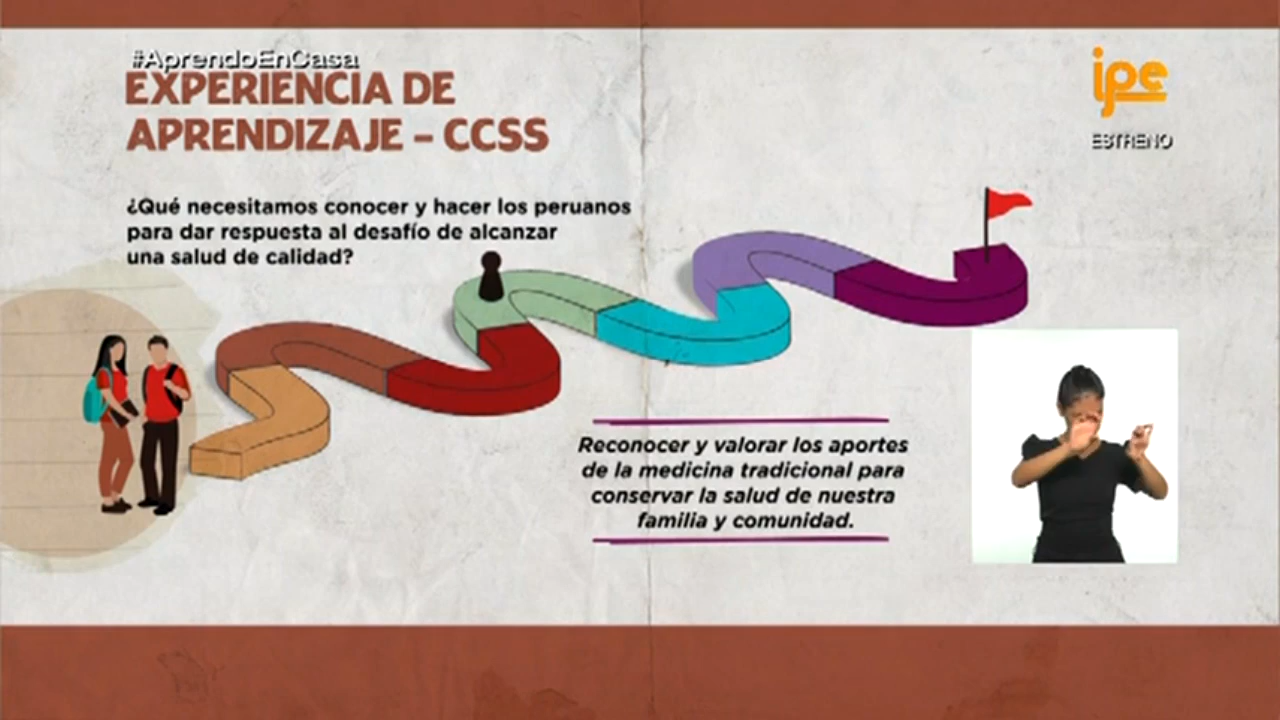 #AprendoEnCasa
EXPERIENCIA DE
APRENDIZAJE – CCSS
ipe
ESTRENO
¿Qué necesitamos conocer y hacer los peruanos
para dar respuesta al desafío de alcanzar
una salud de calidad?
Reconocer y valorar los aportes
de la medicina tradicional para
conservar la salud de nuestra
familia y comunidad.